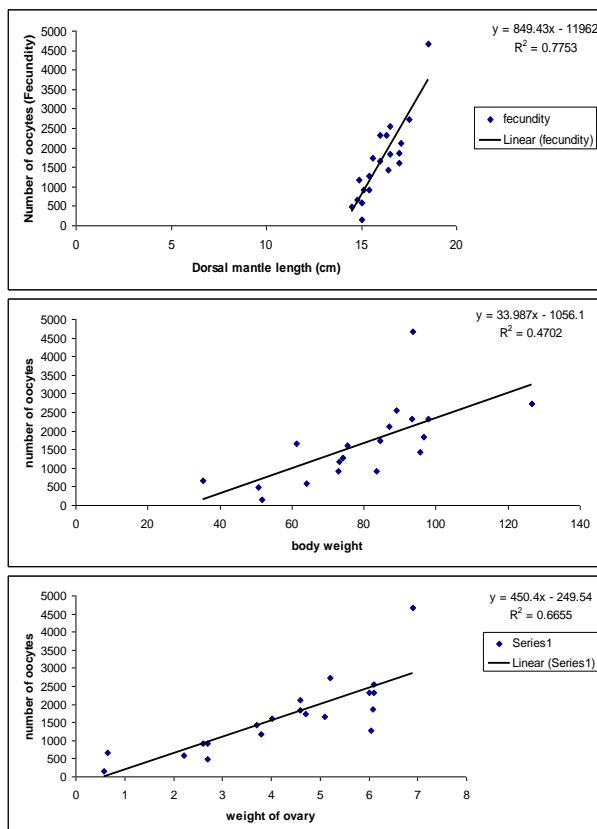 y = 849.43x - 11962
R² = 0.7753
Number of oocytes (Fecundity)
5000
4500
4000
3500
3000
2500
2000
1500
1000
500
0
0 5 10 15 20
Dorsal mantle length (cm)
fecundity
Linear (fecundity)
y = 33.987x - 1056.1
R² = 0.4702
number of oocytes
5000
4500
4000
3500
3000
2500
2000
1500
1000
500
0
0 20 40 60 80 100 120 140
body weight
y = 450.4x - 249.54
R² = 0.6655
number of oocytes
5000
4500
4000
3500
3000
2500
2000
1500
1000
500
0
0 1 2 3 4 5 6 7 8
weight of ovary
Series1
Linear (Series1)